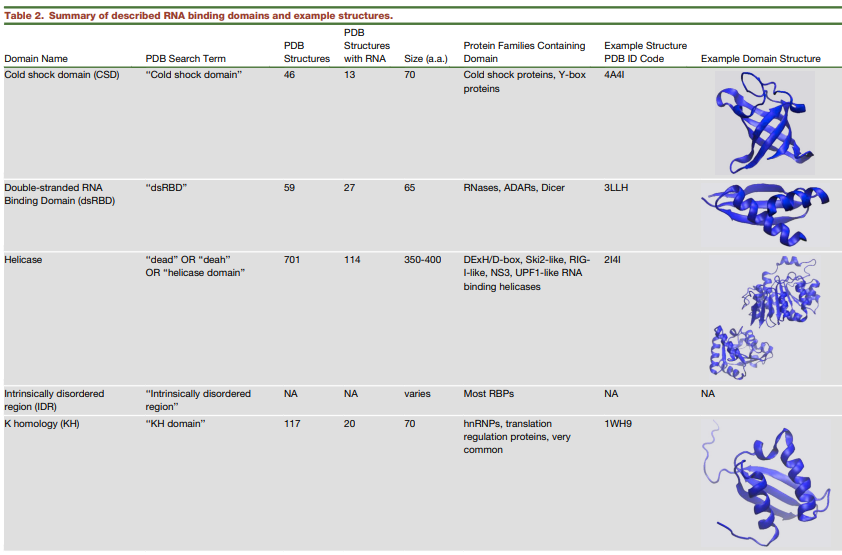 Table 2. Summary of described RNA binding domains and example structures.
Domain Name PDB Search Term PDB Structures PDB Structures with RNA Size (a.a.) Protein Families Containing Domain Example Structure PDB ID Code Example Domain Structure
Cold shock domain (CSD) “Cold shock domain” 46 13 70 Cold shock proteins, Y-box proteins 4A4I
Double-stranded RNA Binding Domain (dsRBD) “dsRBD” 59 27 65 RNases, ADARs, Dicer 3LLH
Helicase “dead” OR “deah” OR “helicase domain” 701 114 350-400 DExH/D-box, Ski2-like, RIG-I-like, NS3, UPF1-like RNA binding helicases 2I4I
Intrinsically disordered region (IDR) “Intrinsically disordered region” NA NA varies Most RBPs NA NA
K homology (KH) “KH domain” 117 20 70 hnRNPs, translation regulation proteins, very common 1WH9